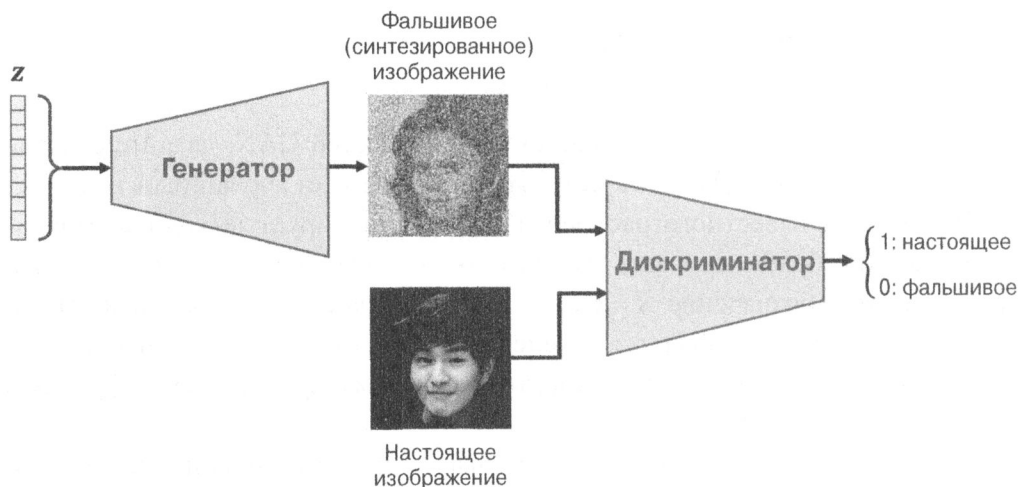 Фальшивое
(синтезированное)
изображение
z
Генератор
Дискриминатор
1: настоящее
0: фальшивое
Настоящее
изображение